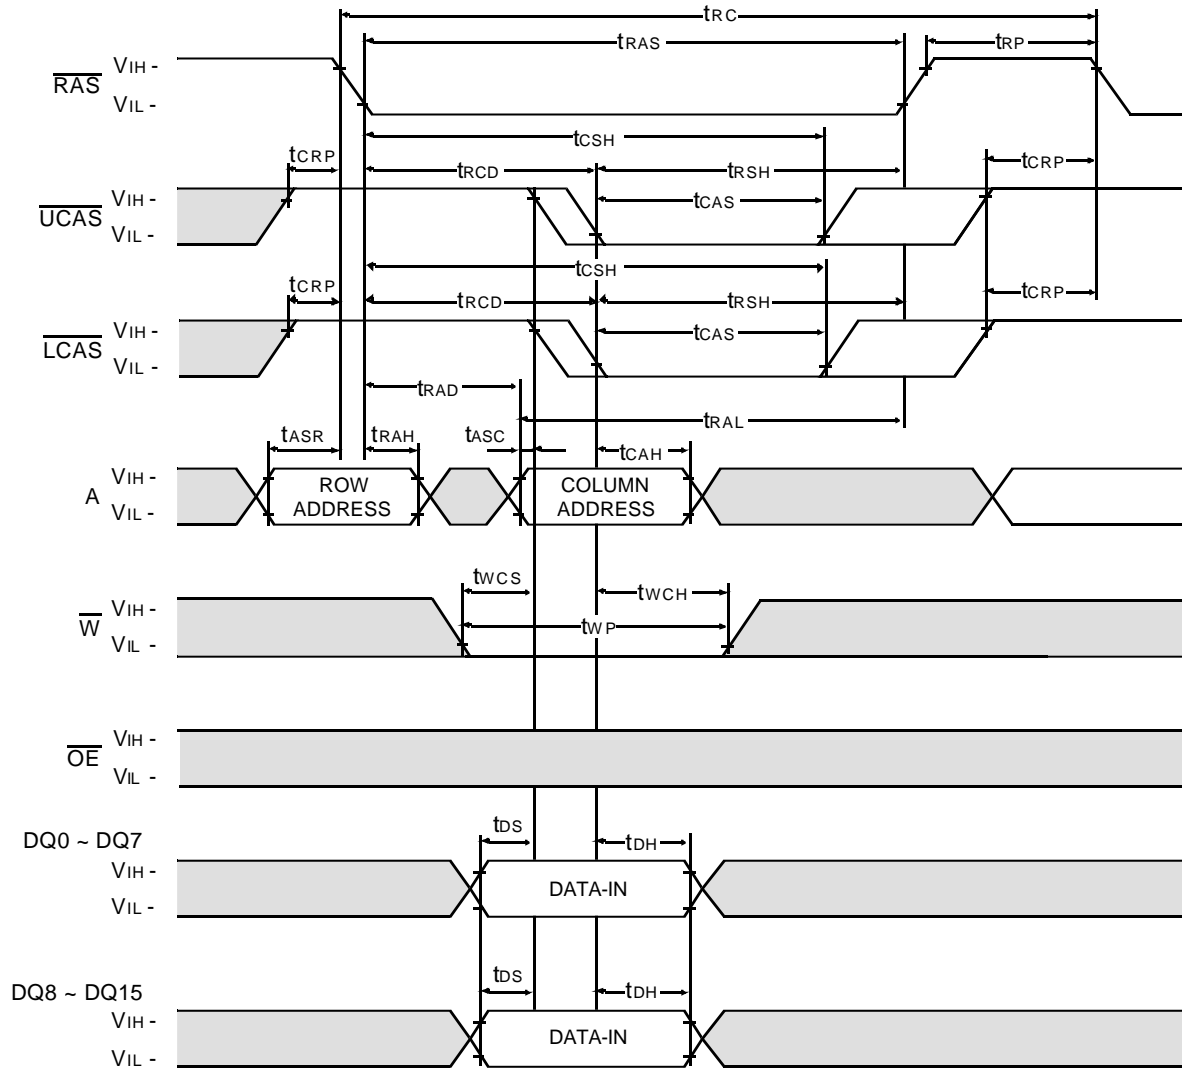 tRC
tRAS
tRP
RAS
VIH -
VIL -
tCSH
tCRP
tRCD
tRSH
tCRP
UCAS
VIH -
VIL -
tCAS
tCSH
tCRP
tRCD
tRSH
tCRP
LCAS
VIH -
VIL -
tCAS
tRAD
tRAL
tASR
tRAH
tASC
tCAH
A
VIH -
VIL -
ROW
ADDRESS
COLUMN
ADDRESS
tWCS
tWCH
W
VIH -
VIL -
tWP
OE
VIH -
VIL -
tDS
tDH
DQ0 ~ DQ7
VIH -
VIL -
DATA-IN
tDS
tDH
DQ8 ~ DQ15
VIH -
VIL -
DATA-IN